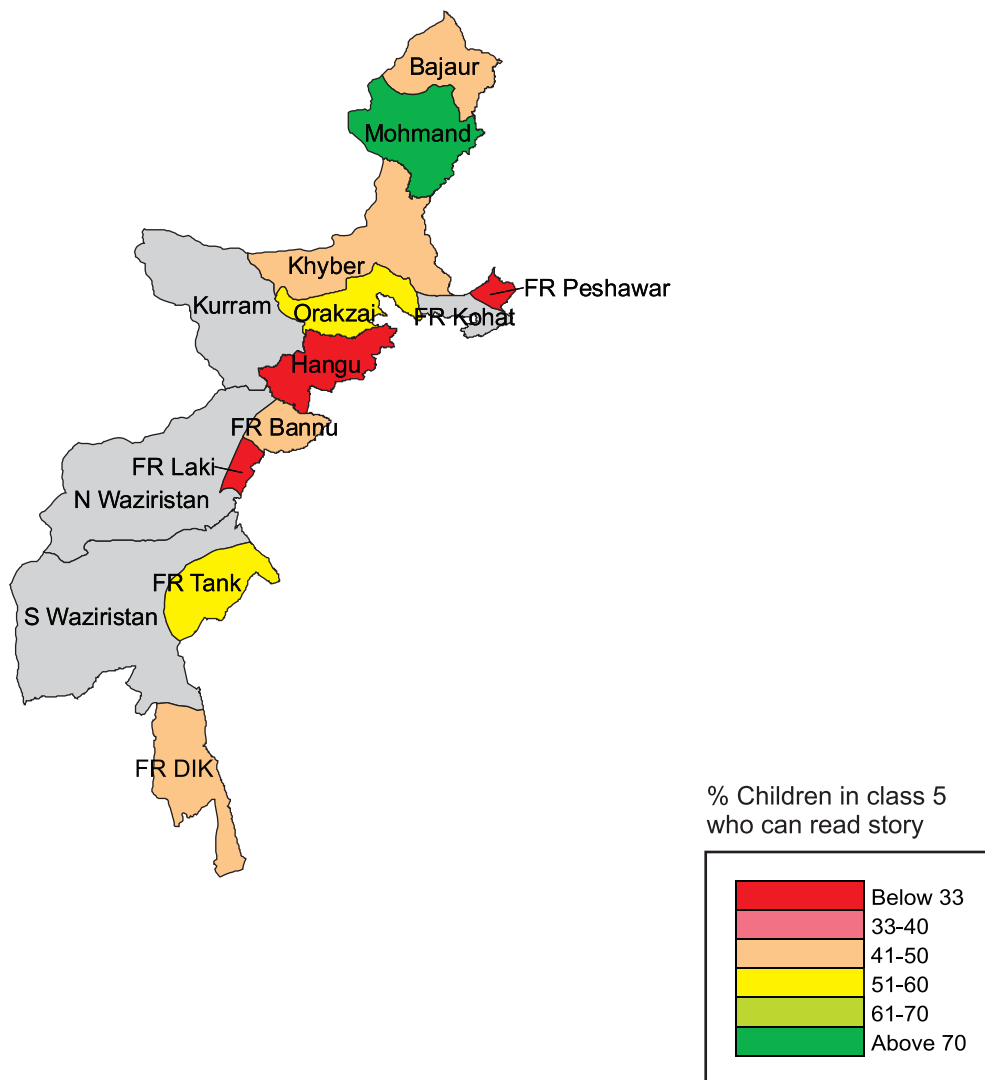 Bajaur
Mohmand
Khyber
Kurram
Orakzai
FR Peshawar
FR Kohat
Hangu
FR Bannu
FR Laki
N Waziristan
FR Tank
S Waziristan
FR DIK
% Children in class 5
who can read story
Below 33
33-40
41-50
51-60
61-70
Above 70